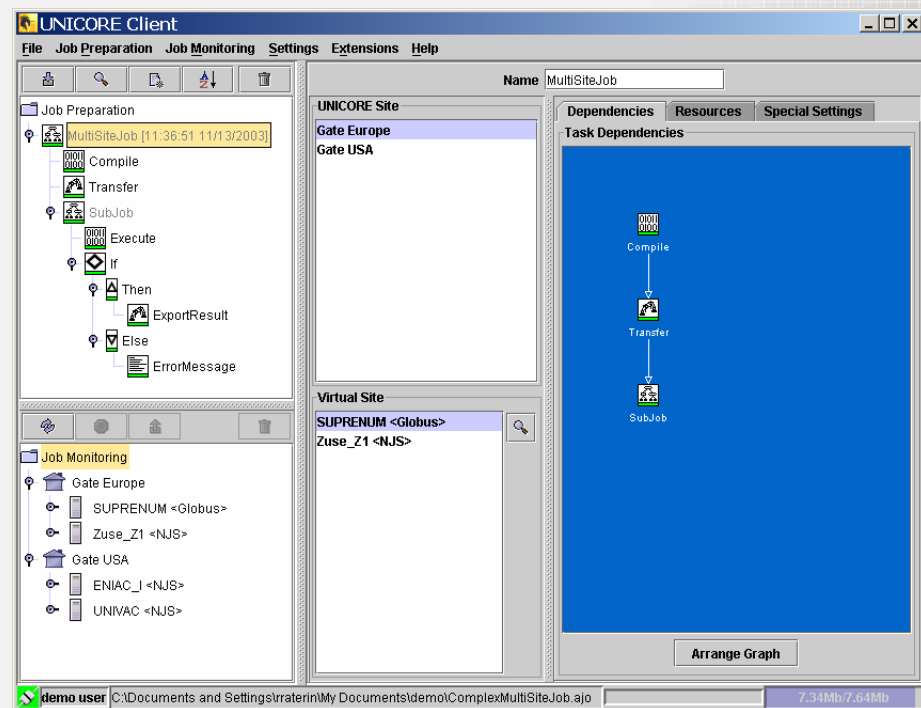 UNICORE Client
File Job Preparation Job Monitoring Settings Extensions Help
Job Preparation
MultiSiteJob [11:36:51 11/13/2003]
Compile
Transfer
SubJob
Execute
If
Then
ExportResult
Else
ErrorMessage
Job Monitoring
Gate Europe
SUPRENUM <Globus>
Zuse_Z1 <NJS>
Gate USA
ENIAC_I <NJS>
UNIVAC <NJS>
Name MultiSiteJob
UNICORE Site
Gate Europe
Gate USA
Virtual Site
SUPRENUM <Globus>
Zuse_Z1 <NJS>
Dependencies Resources Special Settings
Task Dependencies
Compile
Transfer
SubJob
Arrange Graph
demo user C:\Documents and Settings\rraterin\My Documents\demo\ComplexMultiSiteJob.ajo 7.34Mb/7.64Mb